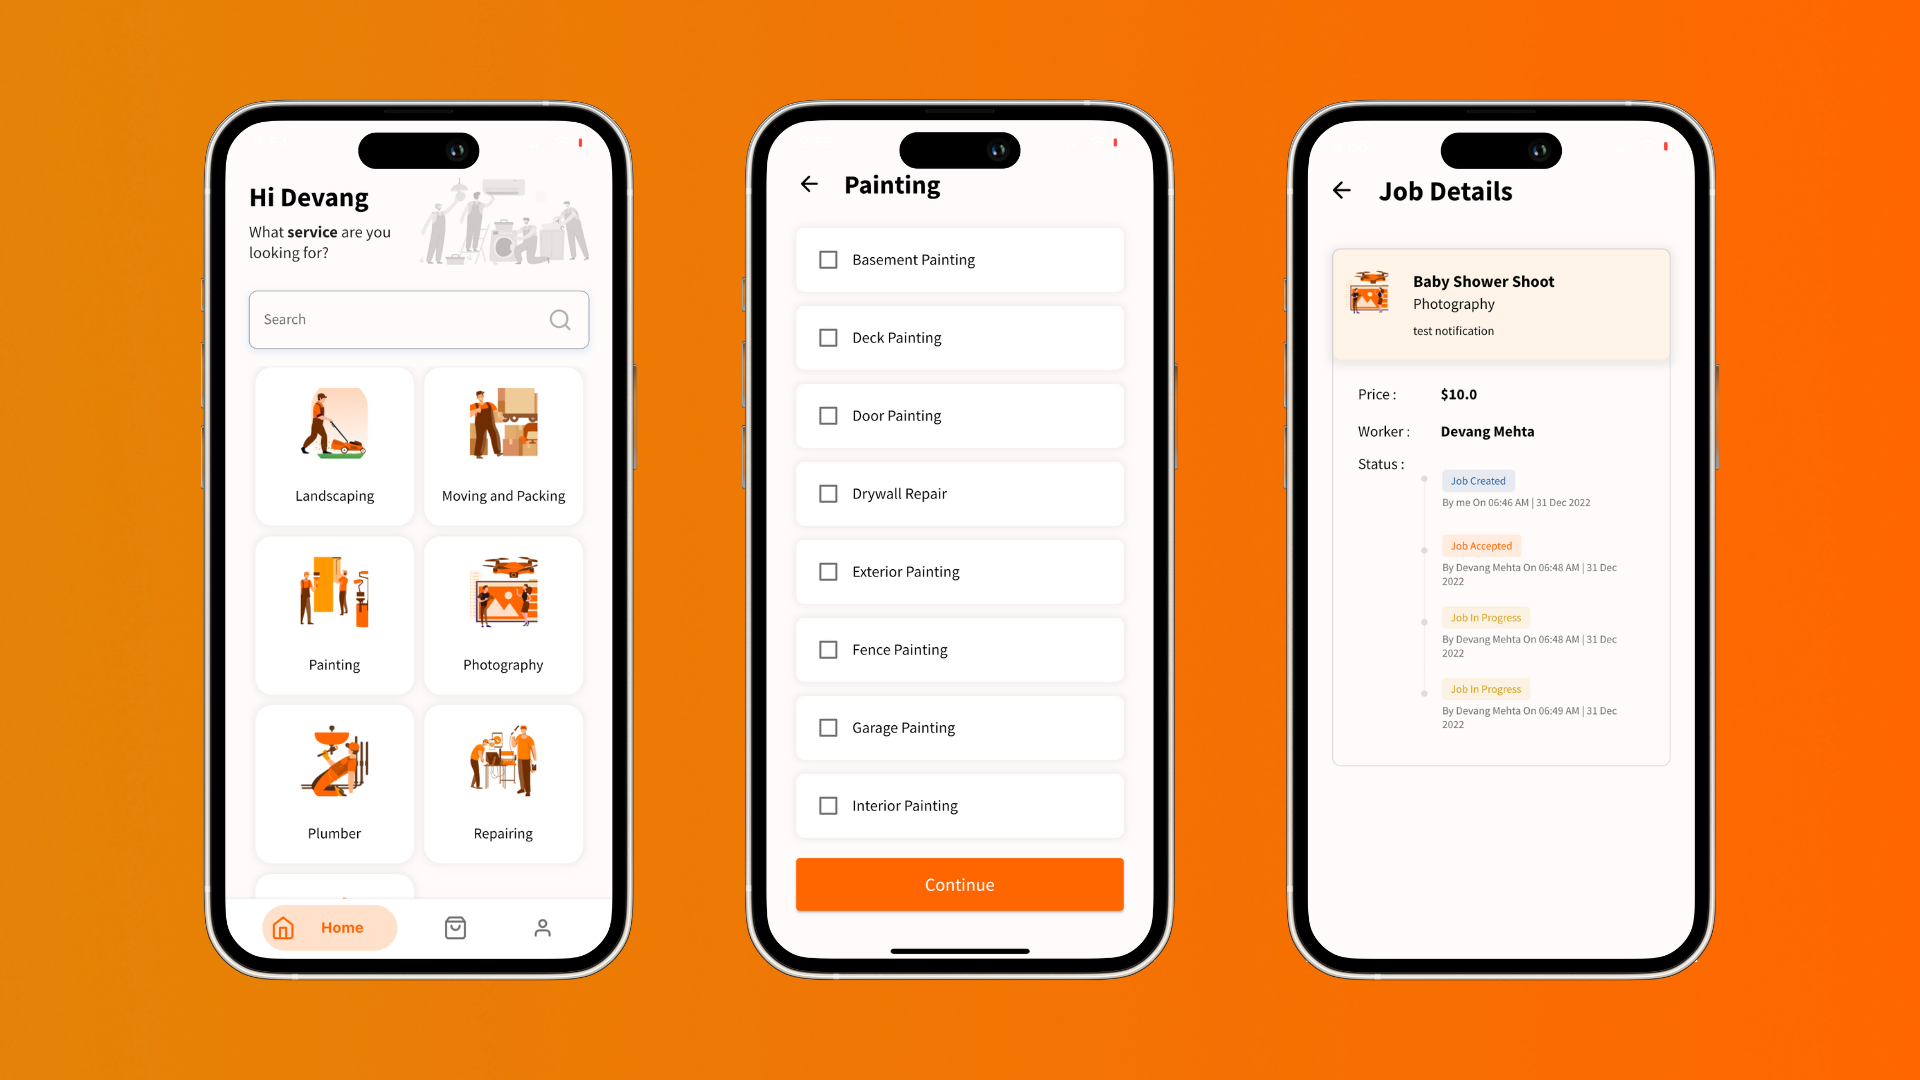 Hi Devang
What service are you
looking for?
Search
Landscaping
Moving and Packing
Painting
Photography
Plumber
Repairing
Home
Painting
Basement Painting
Deck Painting
Door Painting
Drywall Repair
Exterior Painting
Fence Painting
Garage Painting
Interior Painting
Continue
Job Details
Baby Shower Shoot
Photography
test notification
Price : $10.0
Worker : Devang Mehta
Status :
Job Created
By me On 06:46 AM | 31 Dec 2022
Job Accepted
By Devang Mehta On 06:48 AM | 31 Dec
2022
Job In Progress
By Devang Mehta On 06:48 AM | 31 Dec
2022
Job In Progress
By Devang Mehta On 06:49 AM | 31 Dec
2022